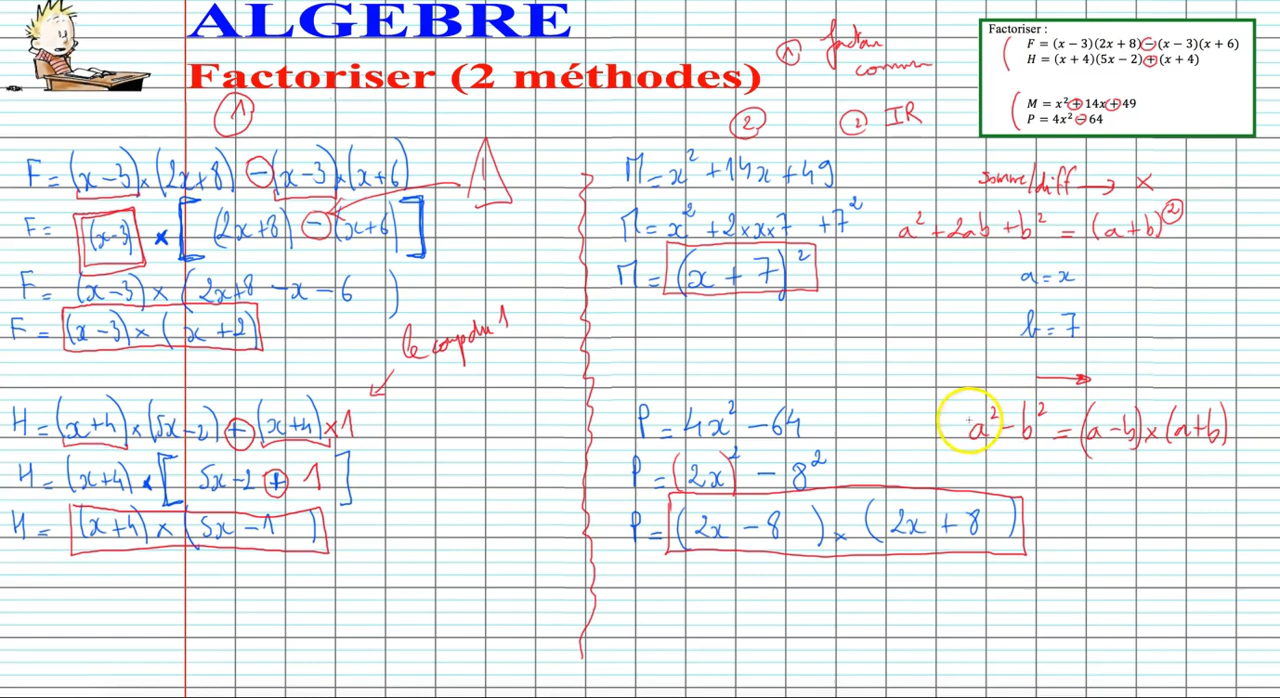 ALGEBRE
Factoriser (2 méthodes)
① facteur commun
② IR
Factoriser :
F = (x − 3)(2x + 8) − (x − 3)(x + 6)
H = (x + 4)(5x − 2) + (x + 4)
M = x² + 14x + 49
P = 4x² − 64
①
F = (x−3)×(2x+8) − (x−3)×(x+6)
F = (x−3) × [ (2x+8) − (x+6) ]
F = (x−3) × ( 2x+8 −x −6 )
F = (x−3) × ( x +2)
le coup du 1
H = (x+4)×(5x−2) + (x+4)×1
H = (x+4) × [ 5x−2 + 1 ]
H = (x+4) × (5x −1 )
②
M = x² +14x +49
M = x² + 2×x×7 +7²
M = (x + 7)²
somme/diff → ×
a² +2ab +b² = (a+b)²
a = x
b = 7
P = 4x² −64
P = (2x)² − 8²
P = ( 2x − 8 ) × ( 2x + 8 )
a² − b² = (a−b)×(a+b)